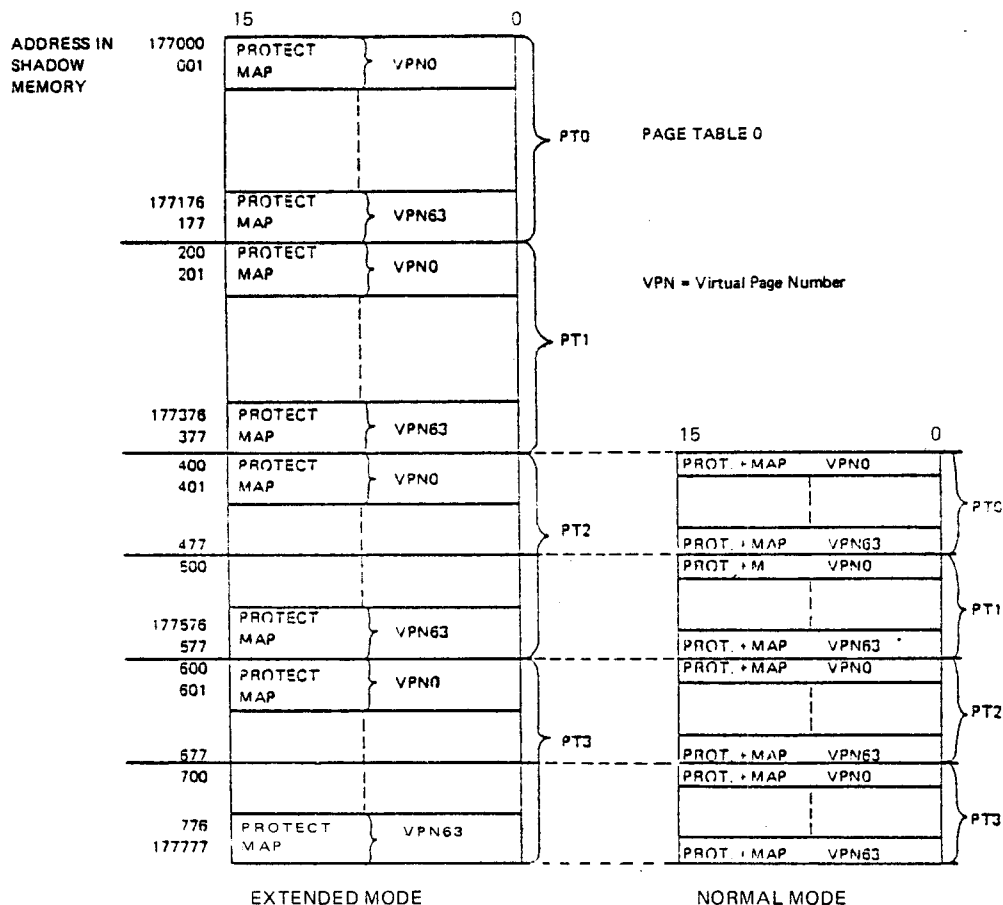 15 0
ADDRESS IN
SHADOW
MEMORY
177000
001
PROTECT
MAP
VPN0
PT0
PAGE TABLE 0
177176
177
PROTECT
MAP
VPN63
200
201
PROTECT
MAP
VPN0
VPN = Virtual Page Number
PT1
177376
377
PROTECT
MAP
VPN63
15 0
400
401
PROTECT
MAP
VPN0
PT2
477
500
177576
577
PROTECT
MAP
VPN63
600
601
PROTECT
MAP
VPN0
PT3
677
700
776
177777
PROTECT
MAP
VPN63
PROT. + MAP VPN0
PT0
PROT. + MAP VPN63
PROT. + M VPN0
PT1
PROT. + MAP VPN63
PROT. + MAP VPN0
PT2
PROT. + MAP VPN63
PROT. + MAP VPN0
PT3
PROT. + MAP VPN63
EXTENDED MODE NORMAL MODE